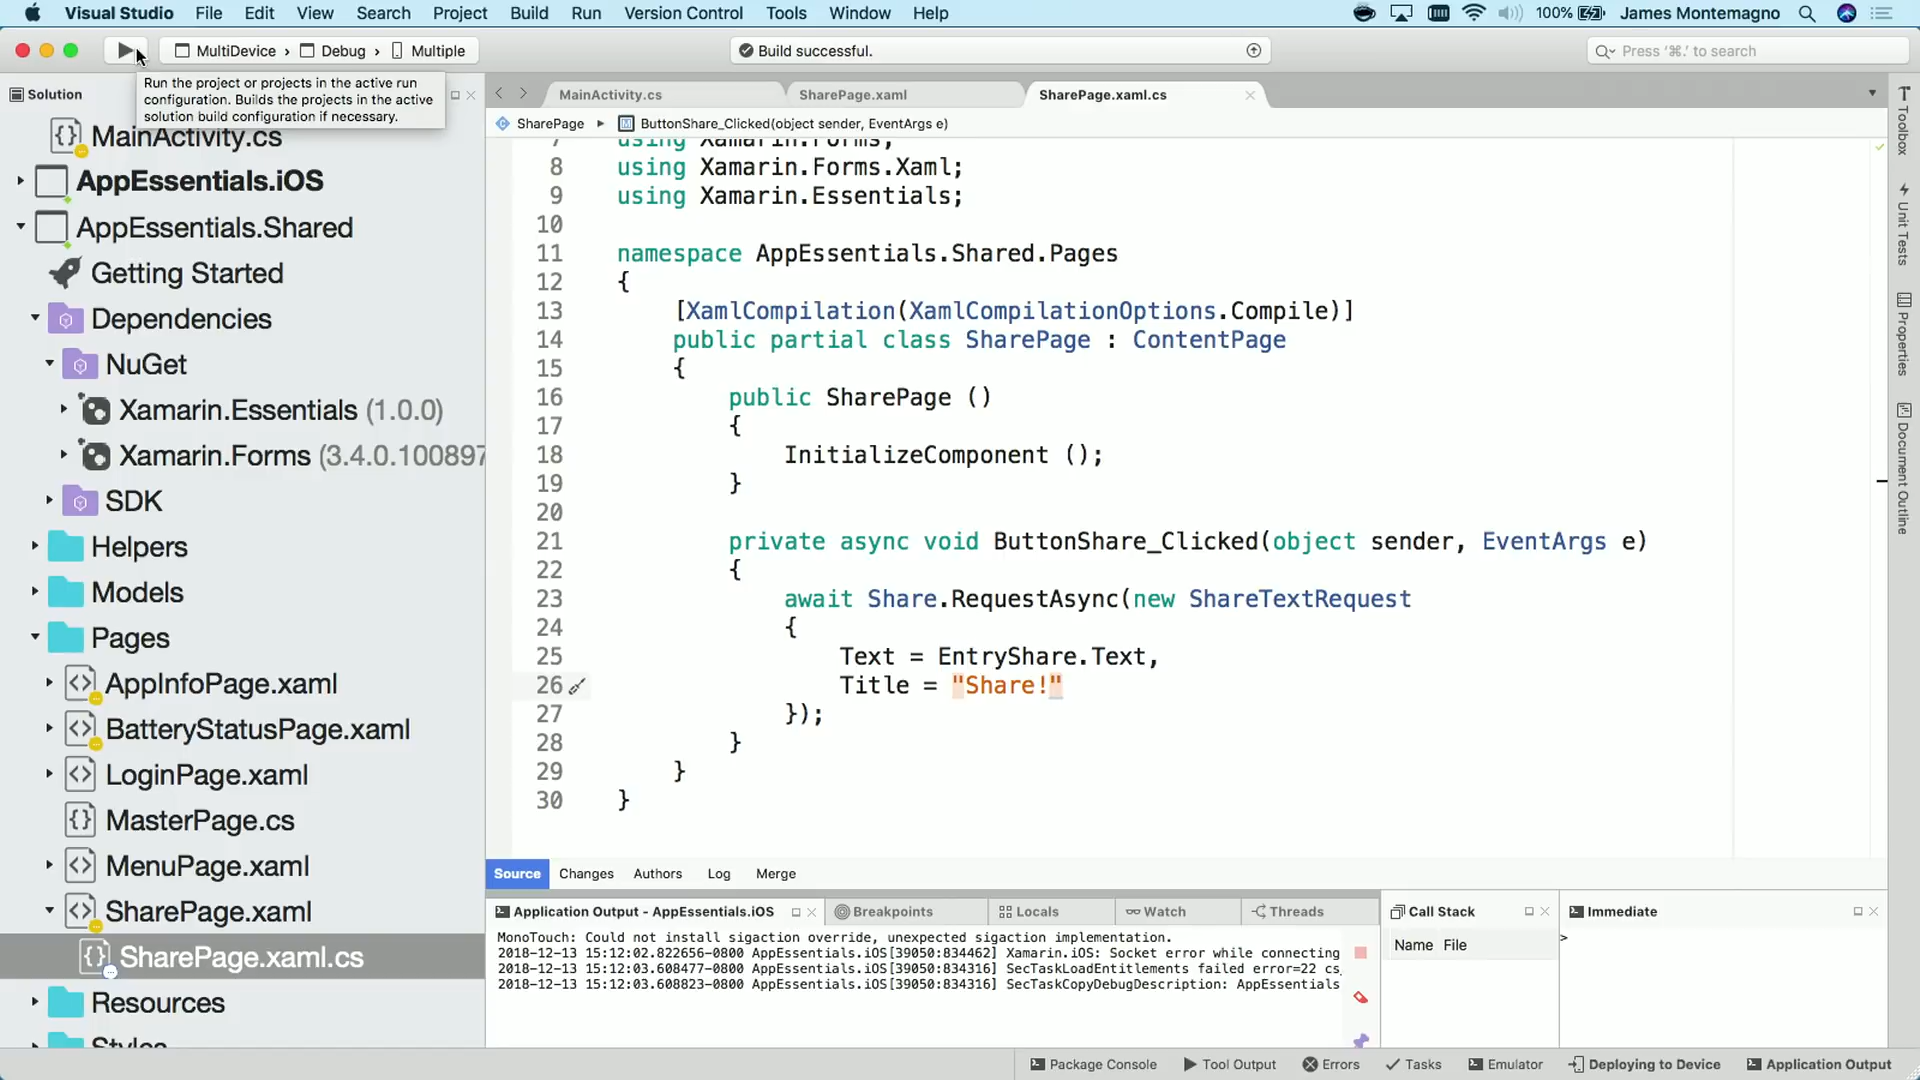 Visual Studio File Edit View Search Project Build Run Version Control Tools Window Help 100% James Montemagno
MultiDevice › Debug › Multiple
Build successful.
Press ‘⌘.’ to search
Run the project or projects in the active run
configuration. Builds the projects in the active
solution build configuration if necessary.
Solution
MainActivity.cs
AppEssentials.iOS
AppEssentials.Shared
Getting Started
Dependencies
NuGet
Xamarin.Essentials (1.0.0)
Xamarin.Forms (3.4.0.100897
SDK
Helpers
Models
Pages
AppInfoPage.xaml
BatteryStatusPage.xaml
LoginPage.xaml
MasterPage.cs
MenuPage.xaml
SharePage.xaml
SharePage.xaml.cs
Resources
Styles
MainActivity.cs SharePage.xaml SharePage.xaml.cs
SharePage ButtonShare_Clicked(object sender, EventArgs e)
7 using Xamarin.Forms;
8 using Xamarin.Forms.Xaml;
9 using Xamarin.Essentials;
10
11 namespace AppEssentials.Shared.Pages
12 {
13 [XamlCompilation(XamlCompilationOptions.Compile)]
14 public partial class SharePage : ContentPage
15 {
16 public SharePage ()
17 {
18 InitializeComponent ();
19 }
20
21 private async void ButtonShare_Clicked(object sender, EventArgs e)
22 {
23 await Share.RequestAsync(new ShareTextRequest
24 {
25 Text = EntryShare.Text,
26 Title = "Share!"
27 });
28 }
29 }
30 }
Source Changes Authors Log Merge
Application Output - AppEssentials.iOS Breakpoints Locals Watch Threads
MonoTouch: Could not install sigaction override, unexpected sigaction implementation.
2018-12-13 15:12:02.822656-0800 AppEssentials.iOS[39050:834462] Xamarin.iOS: Socket error while connecting
2018-12-13 15:12:03.608477-0800 AppEssentials.iOS[39050:834316] SecTaskLoadEntitlements failed error=22 cs
2018-12-13 15:12:03.608823-0800 AppEssentials.iOS[39050:834316] SecTaskCopyDebugDescription: AppEssentials
Call Stack
Name File
Immediate
>
Toolbox
Unit Tests
Properties
Document Outline
Package Console Tool Output Errors Tasks Emulator Deploying to Device Application Output